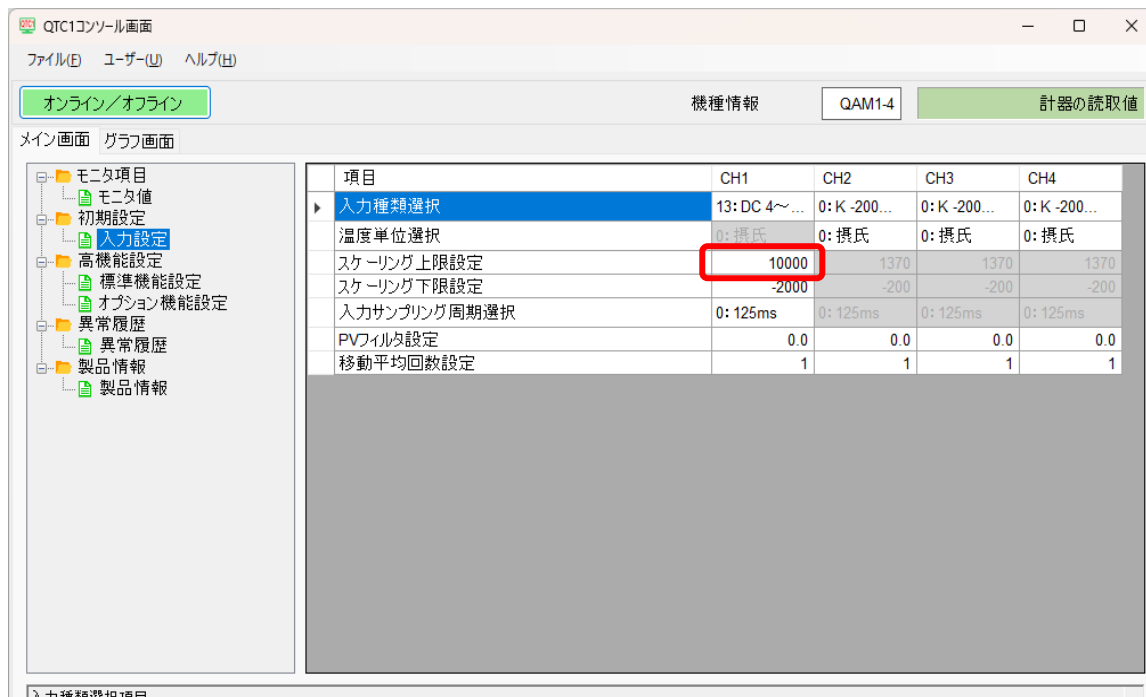 QTC1コンソール画面
ファイル(F) ユーザー(U) ヘルプ(H)
オンライン／オフライン 機種情報 QAM1-4 計器の読取値
メイン画面 グラフ画面
モニタ項目
モニタ値
初期設定
入力設定
高機能設定
標準機能設定
オプション機能設定
異常履歴
異常履歴
製品情報
製品情報
項目 CH1 CH2 CH3 CH4
入力種類選択 13: DC 4～... 0: K -200... 0: K -200... 0: K -200...
温度単位選択 0: 摂氏 0: 摂氏 0: 摂氏 0: 摂氏
スケーリング上限設定 10000 1370 1370 1370
スケーリング下限設定 -2000 -200 -200 -200
入力サンプリング周期選択 0: 125ms 0: 125ms 0: 125ms 0: 125ms
PVフィルタ設定 0.0 0.0 0.0 0.0
移動平均回数設定 1 1 1 1
入力種類選択項目